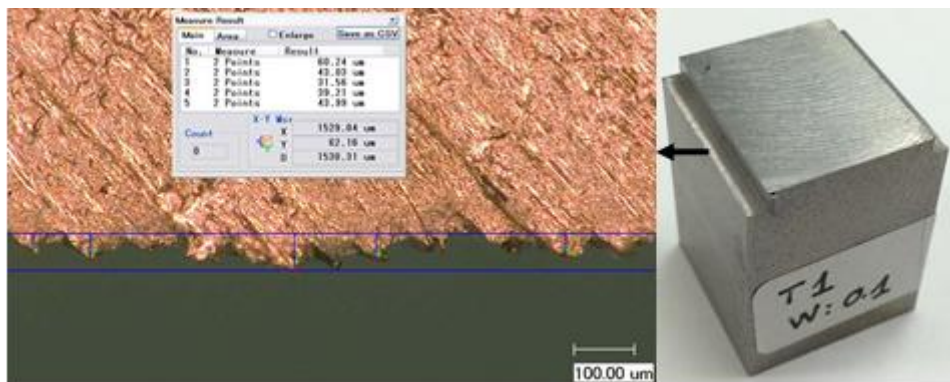 Measure Result
Main Area Enlarge Save as CSV
No. Measure Result
1 2 Points 60.24 um
2 2 Points 43.03 um
3 2 Points 31.56 um
4 2 Points 39.21 um
5 2 Points 43.99 um
Count
0
X 1529.04 um
Y 62.16 um
D 1530.31 um
100.00 um
T1
W: 0.1